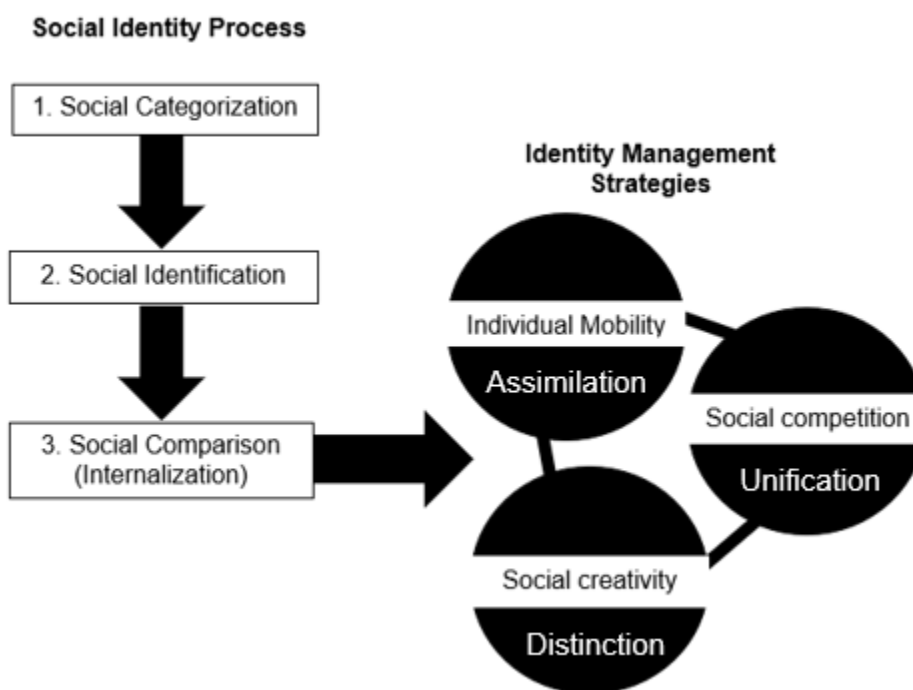 Social Identity Process
1. Social Categorization
2. Social Identification
3. Social Comparison
(Internalization)
Identity Management
Strategies
Individual Mobility
Assimilation
Social competition
Unification
Social creativity
Distinction